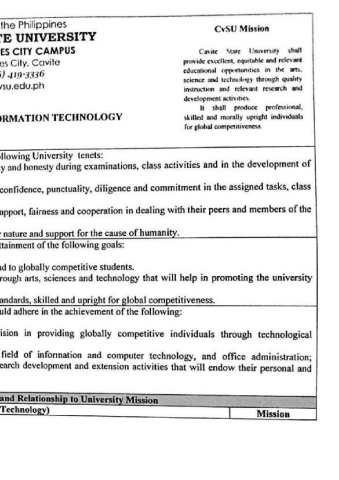 the Philippines
TE UNIVERSITY
ES CITY CAMPUS
es City, Cavite
) 419-3336
vsu.edu.ph
ORMATION TECHNOLOGY
CvSU Mission
Cavite State University shall
provide excellent, equitable and relevant
educational opportunities in the arts,
science and technology through quality
instruction and relevant research and
development activities.
It shall produce professional,
skilled and morally upright individuals
for global competitiveness.
ollowing University tenets:
y and honesty during examinations, class activities and in the development of
confidence, punctuality, diligence and commitment in the assigned tasks, class
apport, fairness and cooperation in dealing with their peers and members of the
r nature and support for the cause of humanity.
ttainment of the following goals:
nd to globally competitive students.
rough arts, sciences and technology that will help in promoting the university
andards, skilled and upright for global competitiveness.
uld adhere in the achievement of the following:
ision in providing globally competitive individuals through technological
field of information and computer technology, and office administration;
earch development and extension activities that will endow their personal and
and Relationship to University Mission
Technology)
Mission